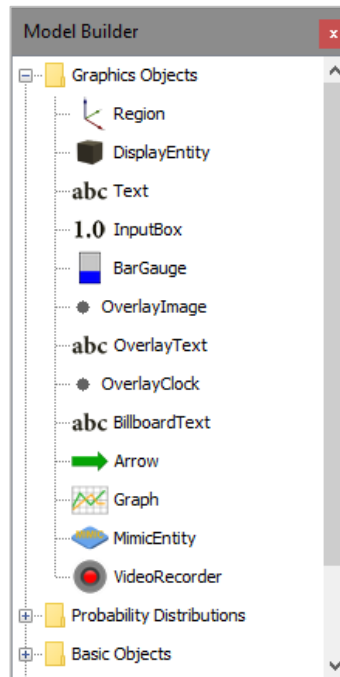 Model Builder
x
Graphics Objects
Region
DisplayEntity
abc Text
1.0 InputBox
BarGauge
OverlayImage
abc OverlayText
OverlayClock
abc BillboardText
Arrow
Graph
MIMIC MimicEntity
VideoRecorder
Probability Distributions
Basic Objects